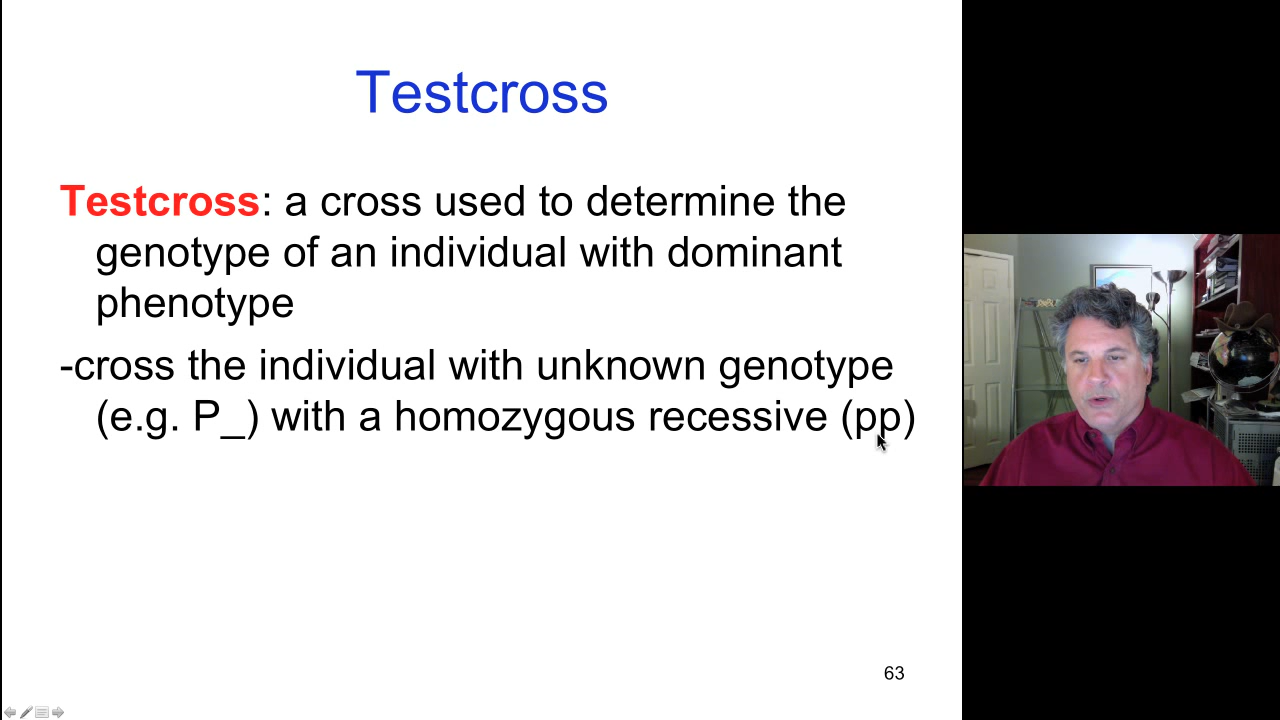 Testcross
Testcross: a cross used to determine the
genotype of an individual with dominant
phenotype
-cross the individual with unknown genotype
(e.g. P_) with a homozygous recessive (pp)
63